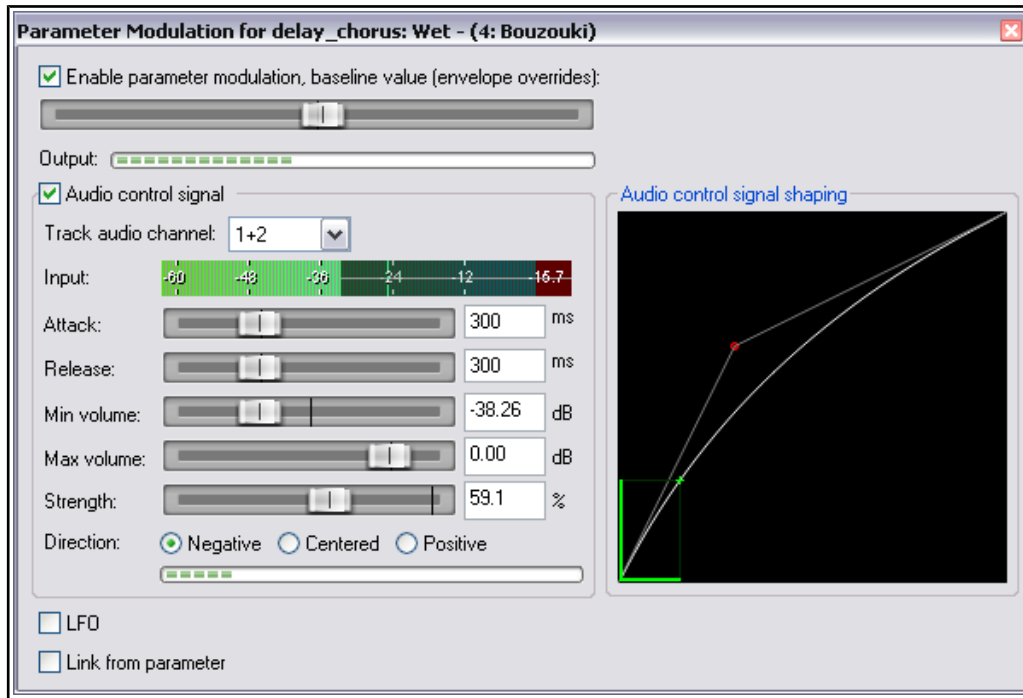 Parameter Modulation for delay_chorus: Wet - (4: Bouzouki)
Enable parameter modulation, baseline value (envelope overrides):
Output:
Audio control signal
Audio control signal shaping
Track audio channel: 1+2
Input: -60 -48 -36 -24 -12 -15.7
Attack: 300 ms
Release: 300 ms
Min volume: -38.26 dB
Max volume: 0.00 dB
Strength: 59.1 %
Direction: Negative Centered Positive
LFO
Link from parameter